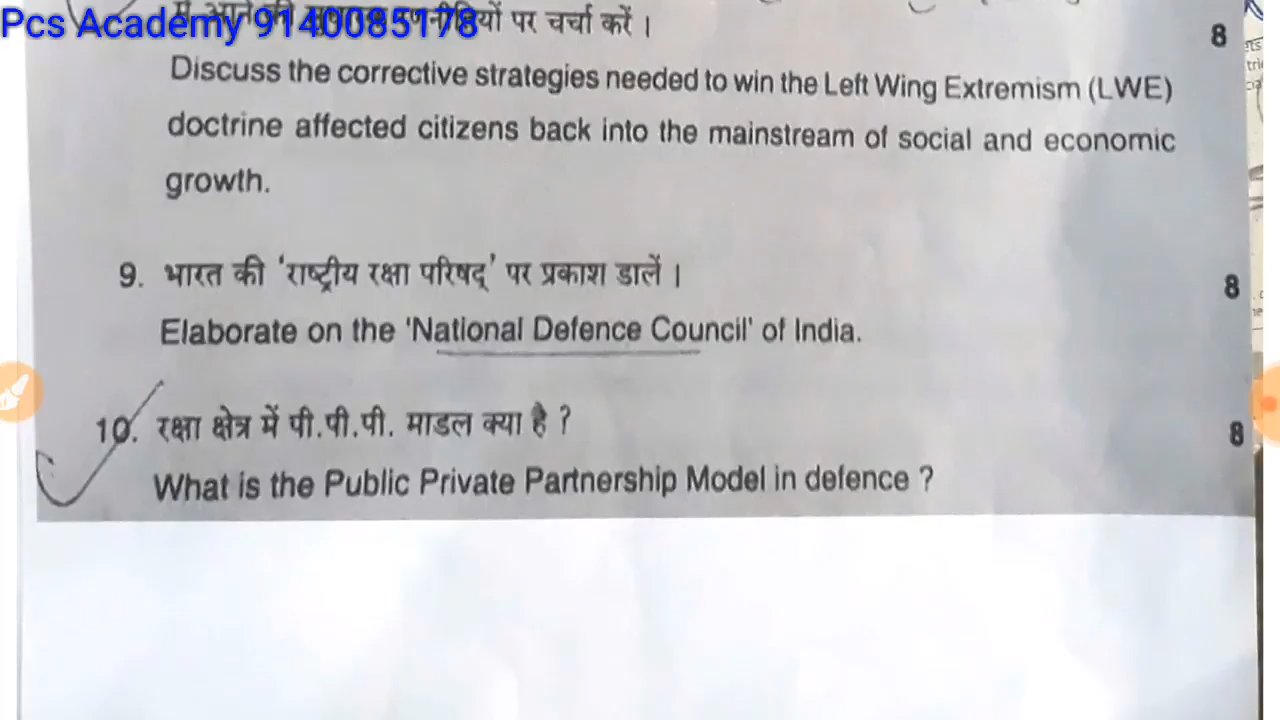 Pcs Academy 9140085178
पर चर्चा करें । 8
Discuss the corrective strategies needed to win the Left Wing Extremism (LWE)
doctrine affected citizens back into the mainstream of social and economic
growth.
9. भारत की 'राष्ट्रीय रक्षा परिषद्' पर प्रकाश डालें । 8
Elaborate on the 'National Defence Council' of India.
10. रक्षा क्षेत्र में पी.पी.पी. माडल क्या है ? 8
What is the Public Private Partnership Model in defence ?